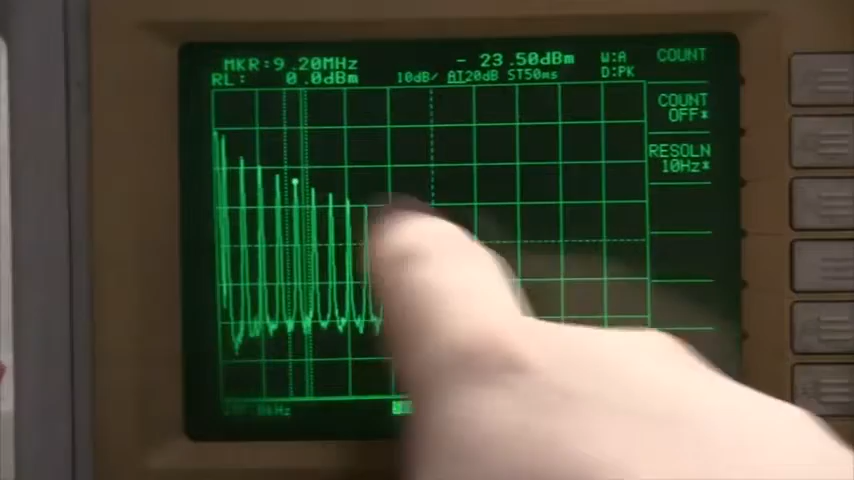 MKR:9.20MHz -23.50dBm W:A COUNT
RL: 0.0dBm 10dB/ AT20dB ST50ms D:PK
COUNT
OFF*
RESOLN
10Hz*